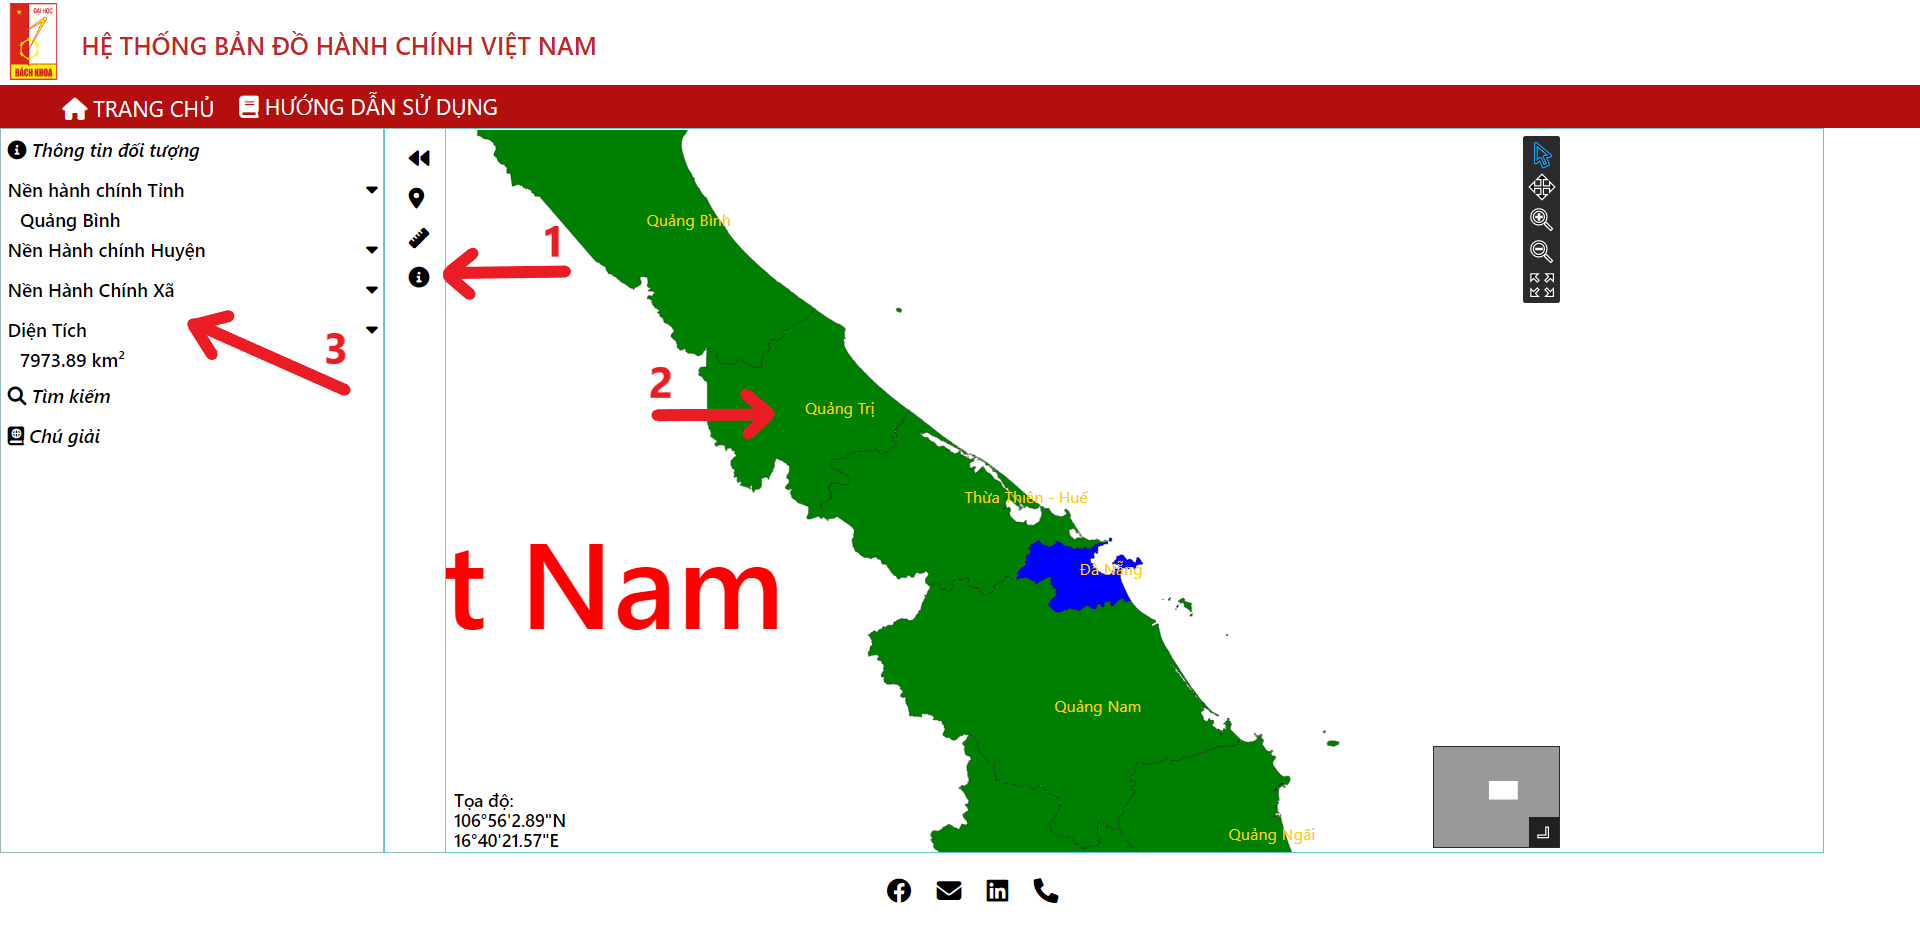 ĐẠI HỌC
BÁCH KHOA
HỆ THỐNG BẢN ĐỒ HÀNH CHÍNH VIỆT NAM
TRANG CHỦ
HƯỚNG DẪN SỬ DỤNG
Thông tin đối tượng
Nền hành chính Tỉnh
Quảng Bình
Nền Hành chính Huyện
Nền Hành Chính Xã
Diện Tích
7973.89 km²
Tìm kiếm
Chú giải
1
2
3
Quảng Bình
Quảng Trị
Thừa Thiên - Huế
Đà Nẵng
t Nam
Quảng Nam
Quảng Ngãi
Tọa độ:
106°56'2.89"N
16°40'21.57"E